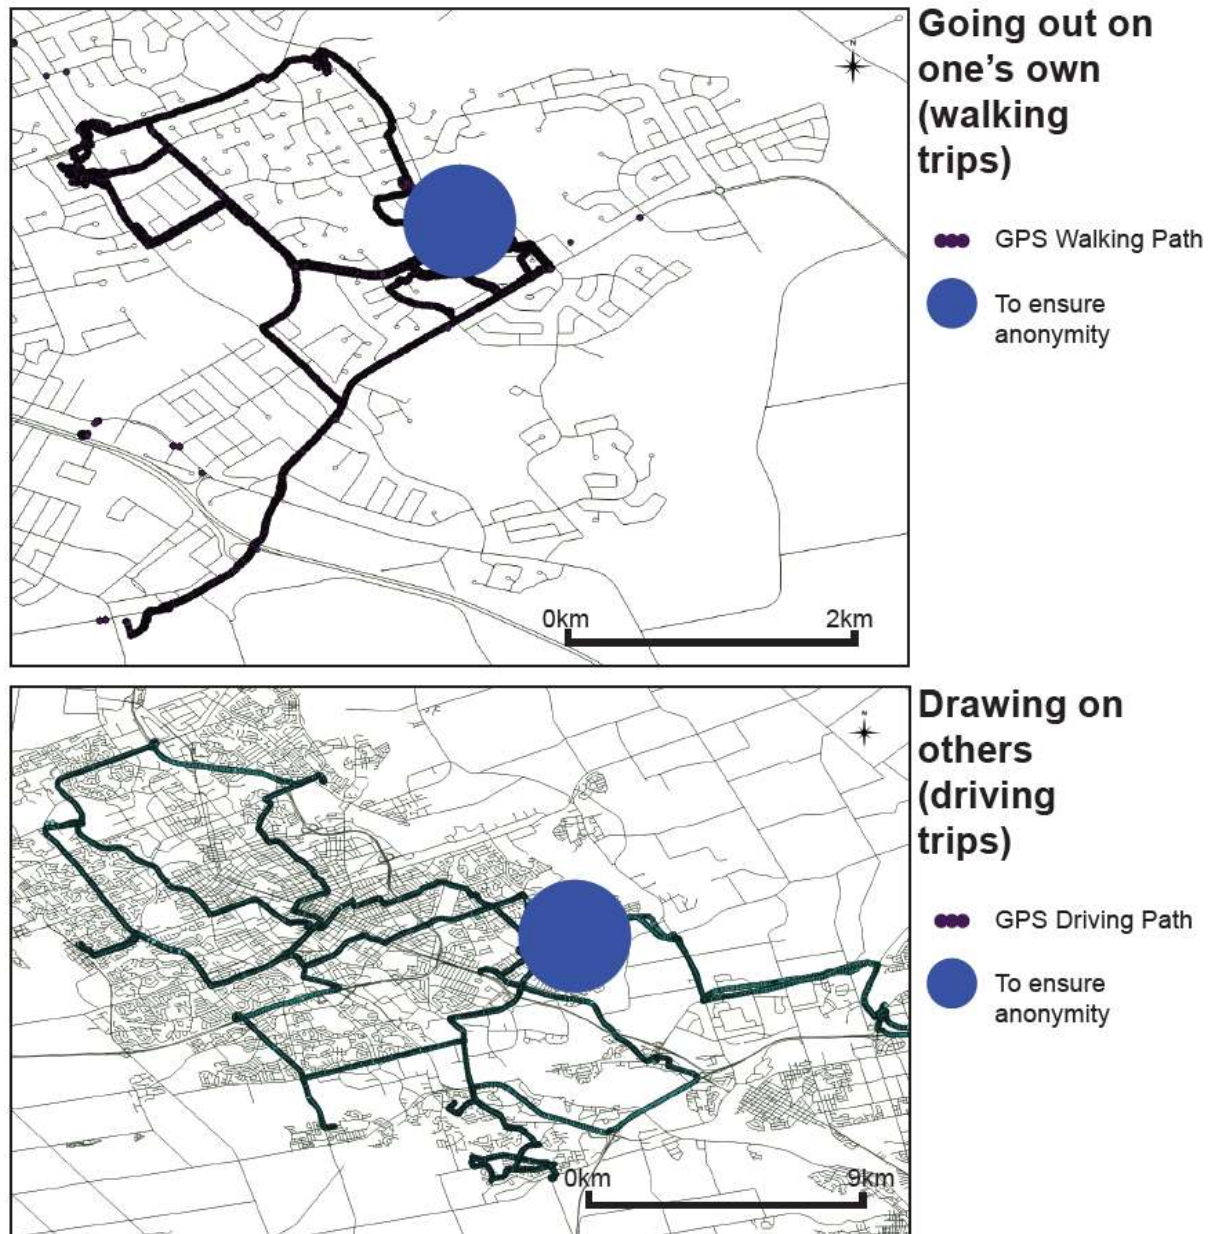 Going out on
one's own
(walking
trips)
N
GPS Walking Path
To ensure
anonymity
0km 2km
Drawing on
others
(driving
trips)
N
GPS Driving Path
To ensure
anonymity
0km 9km